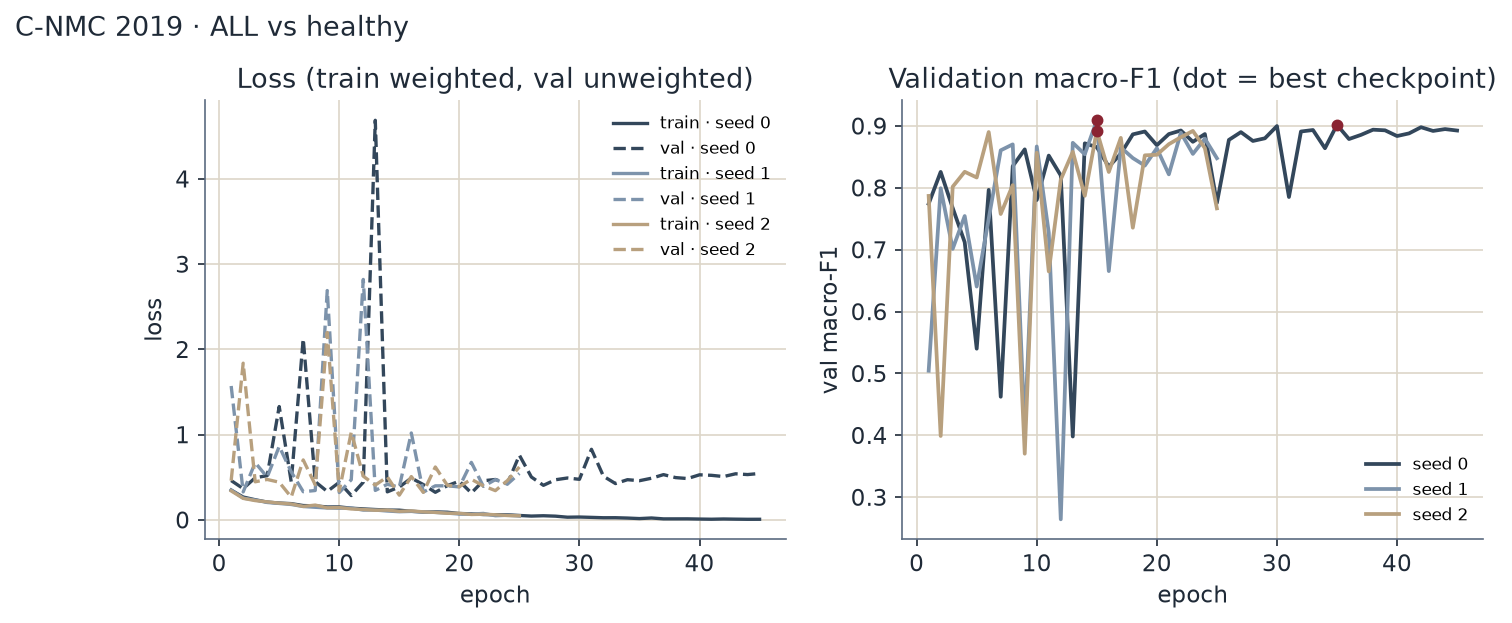 C-NMC 2019 · ALL vs healthy
Loss (train weighted, val unweighted)
loss
4
3
2
1
0
0 10 20 30 40
epoch
train · seed 0
val · seed 0
train · seed 1
val · seed 1
train · seed 2
val · seed 2
Validation macro-F1 (dot = best checkpoint)
val macro-F1
0.9
0.8
0.7
0.6
0.5
0.4
0.3
0 10 20 30 40
epoch
seed 0
seed 1
seed 2